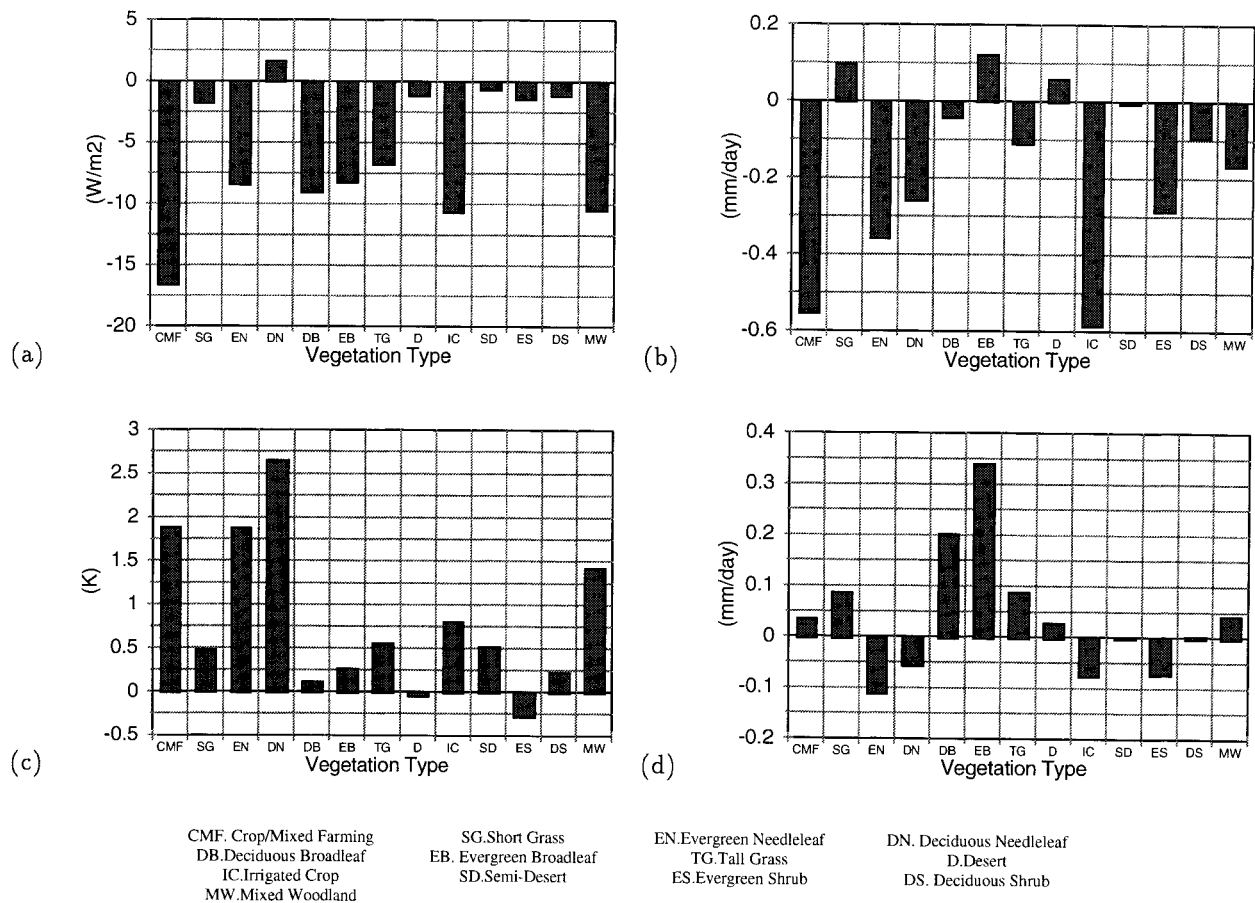 5
0
-5
-10
-15
-20
(W/m2)
CMF SG EN DN DB EB TG D IC SD ES DS MW
Vegetation Type
(a)
0.2
0
-0.2
-0.4
-0.6
(mm/day)
CMF SG EN DN DB EB TG D IC SD ES DS MW
Vegetation Type
(b)
3
2.5
2
1.5
1
0.5
0
-0.5
(K)
CMF SG EN DN DB EB TG D IC SD ES DS MW
Vegetation Type
(c)
0.4
0.3
0.2
0.1
0
-0.1
-0.2
(mm/day)
CMF SG EN DN DB EB TG D IC SD ES DS MW
Vegetation Type
(d)
CMF. Crop/Mixed Farming SG.Short Grass EN.Evergreen Needleleaf DN. Deciduous Needleleaf
DB.Deciduous Broadleaf EB. Evergreen Broadleaf TG.Tall Grass D.Desert
IC.Irrigated Crop SD.Semi-Desert ES.Evergreen Shrub DS. Deciduous Shrub
MW.Mixed Woodland